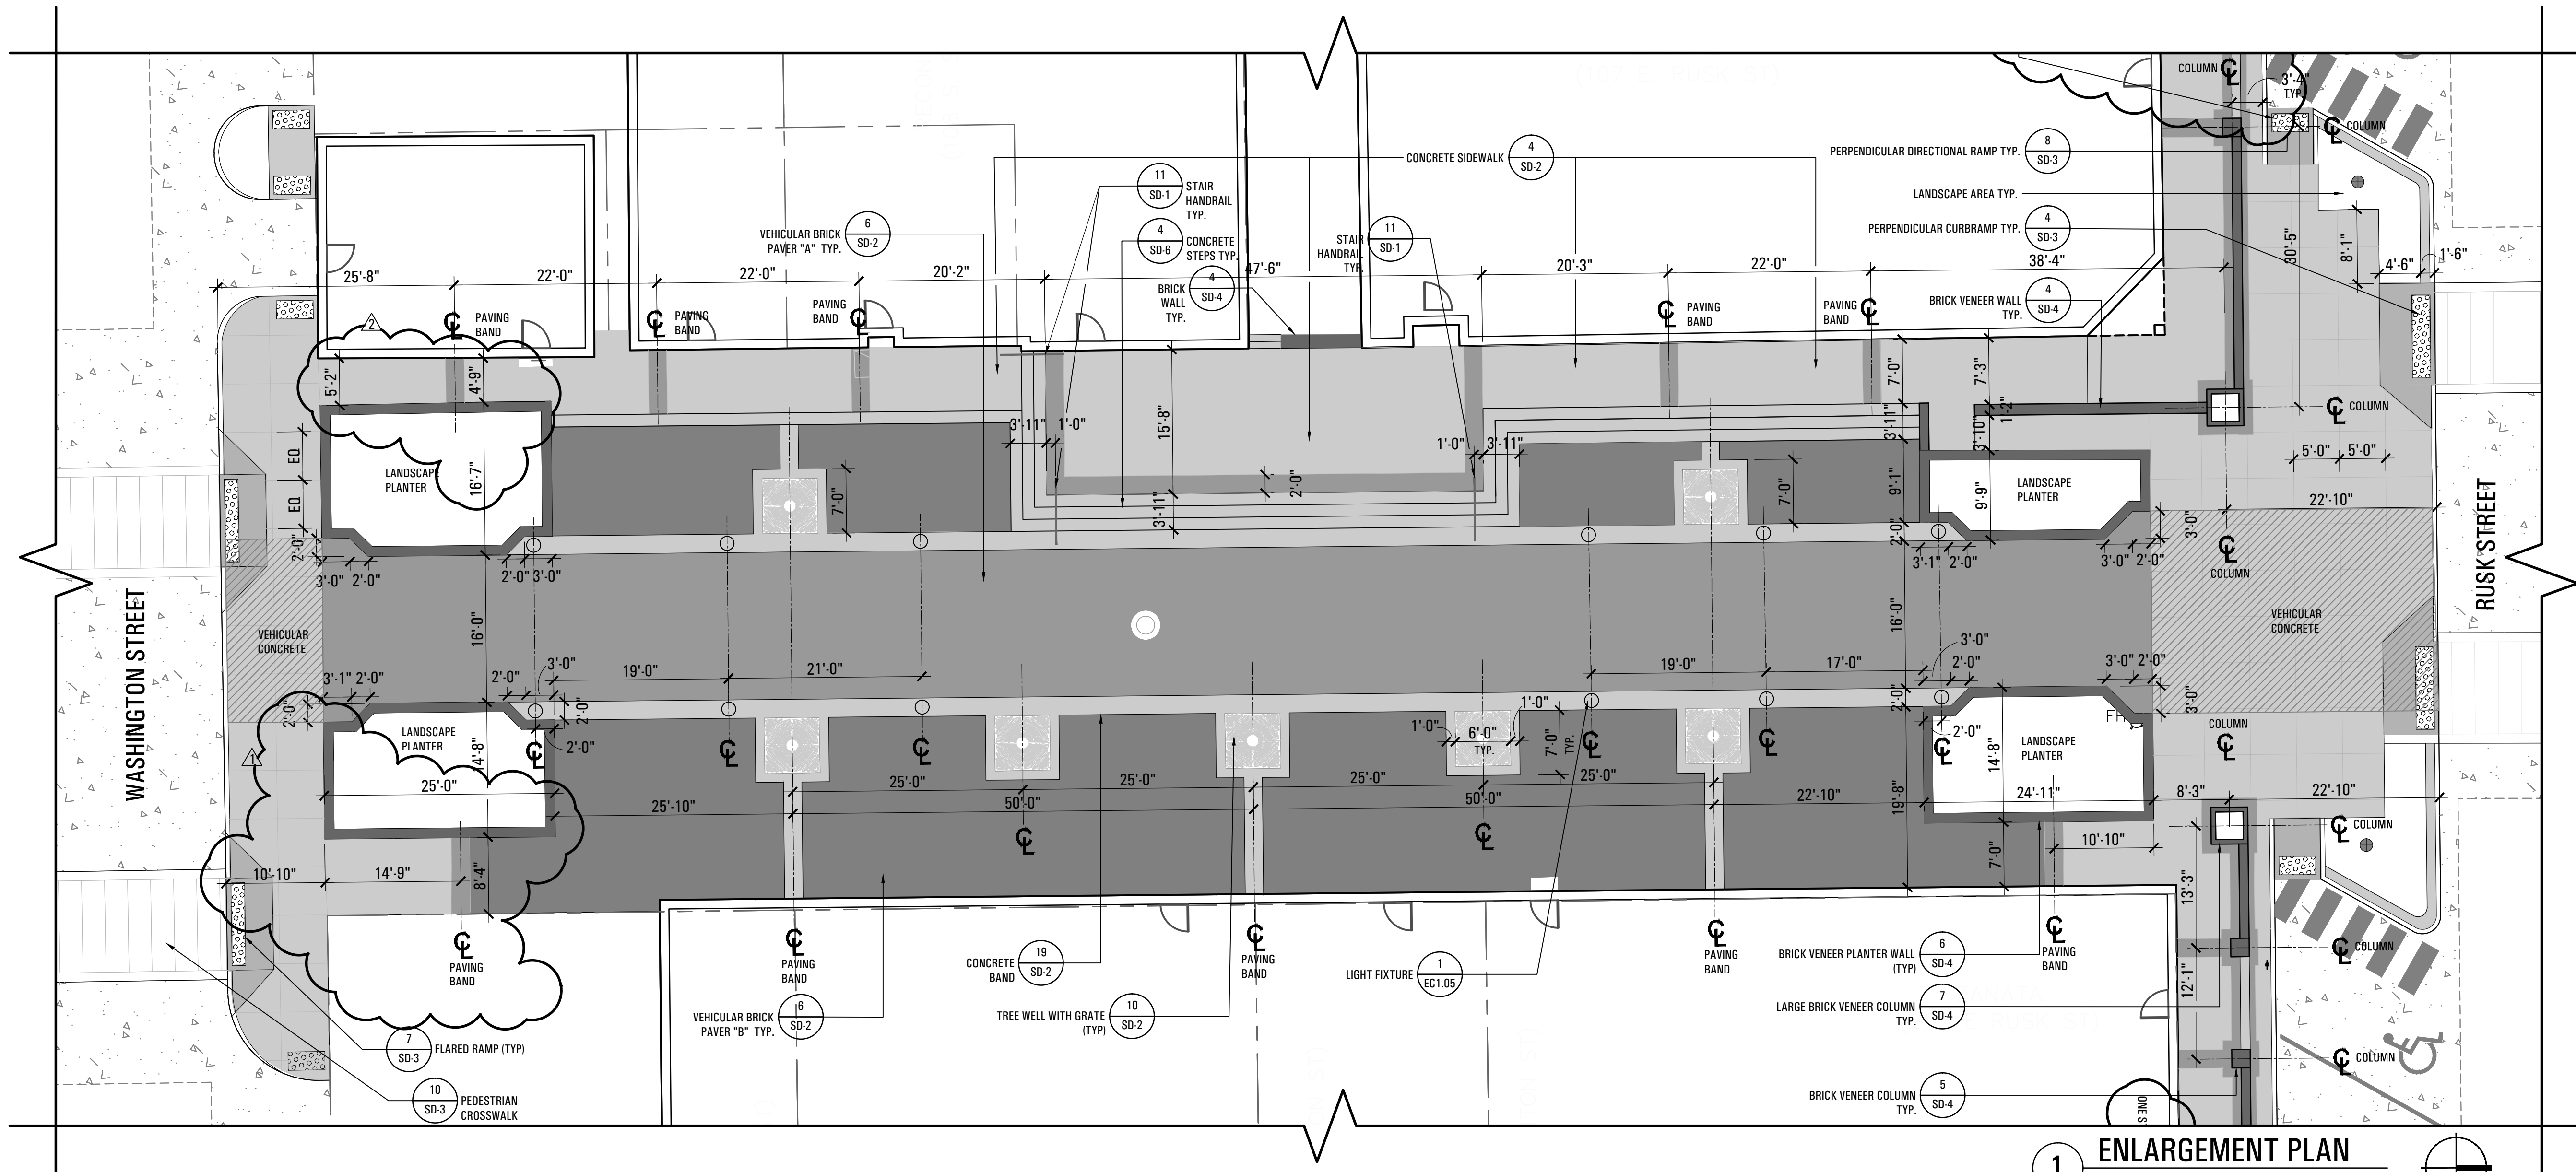 COLUMN
3'-4"
TYP.
COLUMN
4
SD-2
CONCRETE SIDEWALK
8
SD-3
PERPENDICULAR DIRECTIONAL RAMP TYP.
11
SD-1
STAIR
HANDRAIL
TYP.
LANDSCAPE AREA TYP.
6
SD-2
VEHICULAR BRICK
PAVER "A" TYP.
4
SD-6
CONCRETE
STEPS TYP.
11
SD-1
STAIR
HANDRAIL
TYP.
4
SD-3
PERPENDICULAR CURBRAMP TYP.
30'-5"
8'-1"
4'-6"
1'-6"
25'-8"
22'-0"
22'-0"
20'-2"
47'-6"
20'-3"
22'-0"
38'-4"
4
SD-4
BRICK
WALL
TYP.
4
SD-4
BRICK VENEER WALL
TYP.
2
PAVING
BAND
PAVING
BAND
PAVING
BAND
PAVING
BAND
PAVING
BAND
5'-2"
4'-9"
7'-0"
7'-3"
1'-2"
COLUMN
3'-11"
1'-0"
15'-8"
1'-0"
3'-11"
3'-11"
3'-10"
5'-0"
5'-0"
EQ
EQ
LANDSCAPE
PLANTER
16'-7"
7'-0"
2'-0"
3'-11"
7'-0"
9'-1"
9'-9"
LANDSCAPE
PLANTER
22'-10"
2'-0"
3'-0"
2'-0"
2'-0"
3'-0"
2'-0"
3'-1"
2'-0"
3'-0"
2'-0"
3'-0"
COLUMN
WASHINGTON STREET
RUSK STREET
VEHICULAR
CONCRETE
16'-0"
16'-0"
VEHICULAR
CONCRETE
3'-1"
2'-0"
2'-0"
3'-0"
19'-0"
21'-0"
19'-0"
17'-0"
3'-0"
2'-0"
3'-0"
2'-0"
2'-0"
2'-0"
2'-0"
3'-0"
1
LANDSCAPE
PLANTER
14'-8"
2'-0"
1'-0"
6'-0"
TYP.
1'-0"
7'-0"
TYP.
2'-0"
LANDSCAPE
PLANTER
14'-8"
FH
COLUMN
25'-0"
25'-0"
25'-0"
25'-0"
25'-0"
25'-10"
50'-0"
50'-0"
22'-10"
19'-8"
24'-11"
8'-3"
22'-10"
COLUMN
10'-10"
14'-9"
8'-4"
7'-0"
10'-10"
13'-3"
PAVING
BAND
PAVING
BAND
PAVING
BAND
PAVING
BAND
PAVING
BAND
COLUMN
19
SD-2
CONCRETE
BAND
1
EC1.05
LIGHT FIXTURE
6
SD-4
BRICK VENEER PLANTER WALL
(TYP)
12'-1"
6
SD-2
VEHICULAR BRICK
PAVER "B" TYP.
10
SD-2
TREE WELL WITH GRATE
(TYP)
7
SD-4
LARGE BRICK VENEER COLUMN
TYP.
7
SD-3
FLARED RAMP (TYP)
COLUMN
10
SD-3
PEDESTRIAN
CROSSWALK
5
SD-4
BRICK VENEER COLUMN
TYP.
1
ENLARGEMENT PLAN